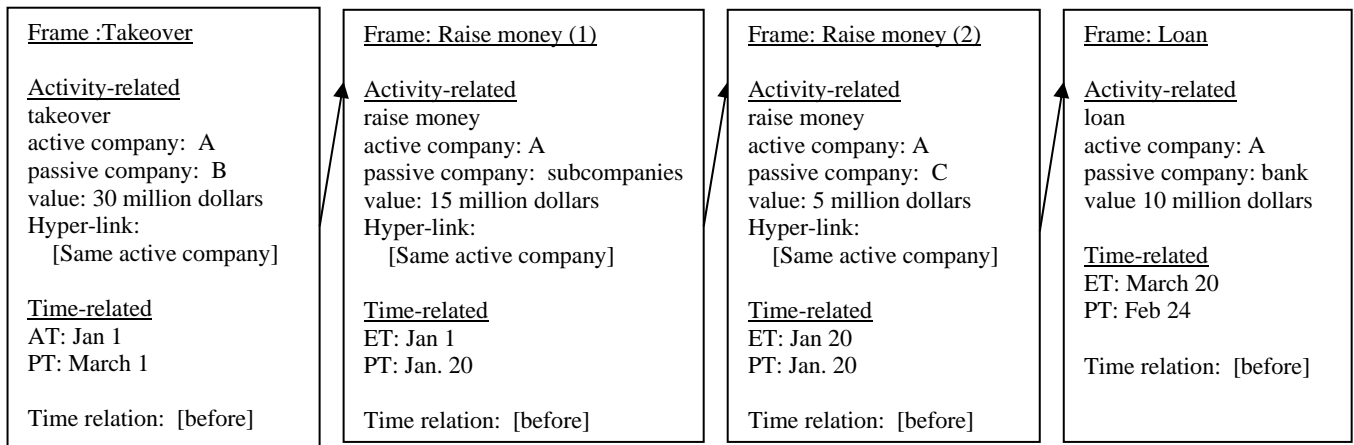 Frame :Takeover
Activity-related
takeover
active company: A
passive company: B
value: 30 million dollars
Hyper-link:
[Same active company]
Time-related
AT: Jan 1
PT: March 1
Time relation: [before]
Frame: Raise money (1)
Activity-related
raise money
active company: A
passive company: subcompanies
value: 15 million dollars
Hyper-link:
[Same active company]
Time-related
ET: Jan 1
PT: Jan. 20
Time relation: [before]
Frame: Raise money (2)
Activity-related
raise money
active company: A
passive company: C
value: 5 million dollars
Hyper-link:
[Same active company]
Time-related
ET: Jan 20
PT: Jan. 20
Time relation: [before]
Frame: Loan
Activity-related
loan
active company: A
passive company: bank
value 10 million dollars
Time-related
ET: March 20
PT: Feb 24
Time relation: [before]